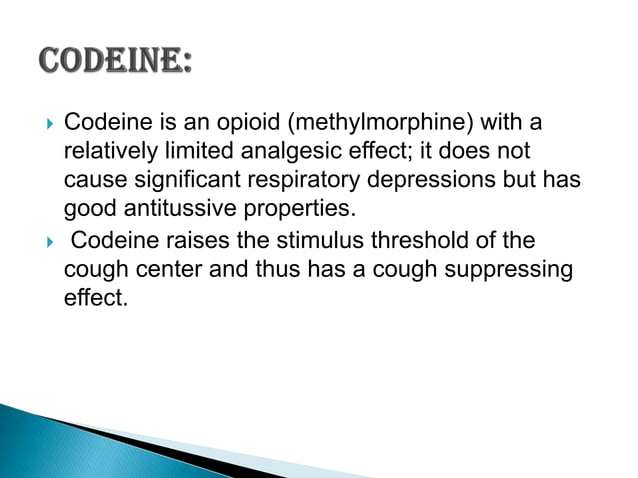 CODEINE:
Codeine is an opioid (methylmorphine) with a
relatively limited analgesic effect; it does not
cause significant respiratory depressions but has
good antitussive properties.
Codeine raises the stimulus threshold of the
cough center and thus has a cough suppressing
effect.